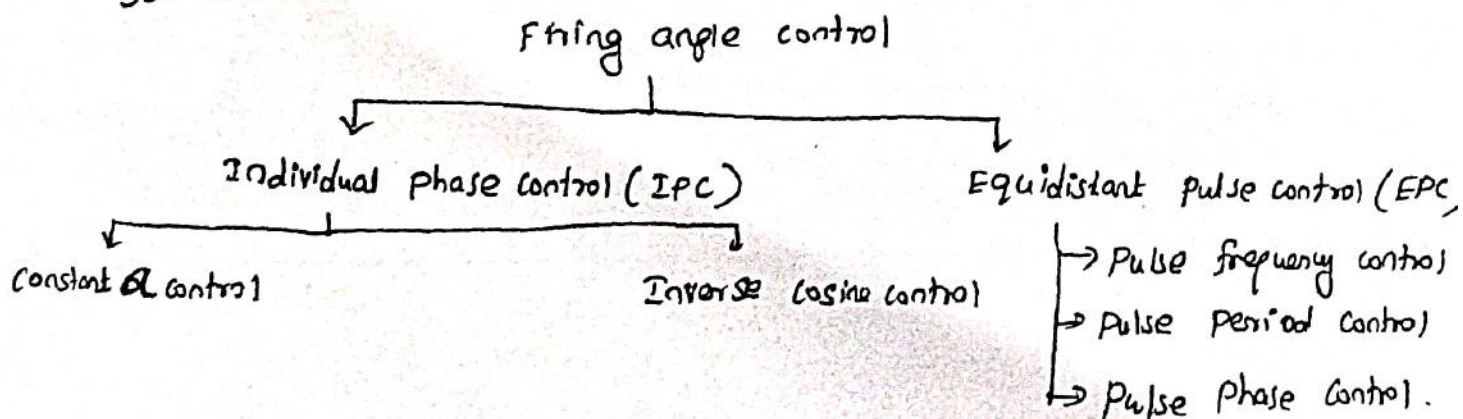 Firing angle control
Individual phase control (IPC)
Equidistant pulse control (EPC)
Constant α control
Inverse cosine control
→ Pulse frequency control
→ Pulse Period control
→ Pulse phase control.